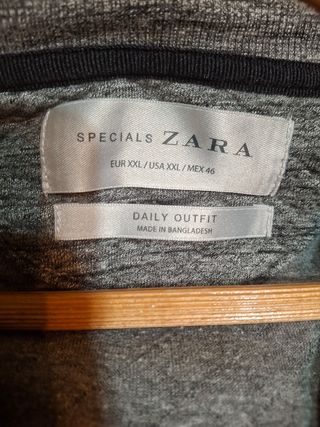 SPECIALS ZARA
EUR XXL / USA XXL / MEX 46
DAILY OUTFIT
MADE IN BANGLADESH